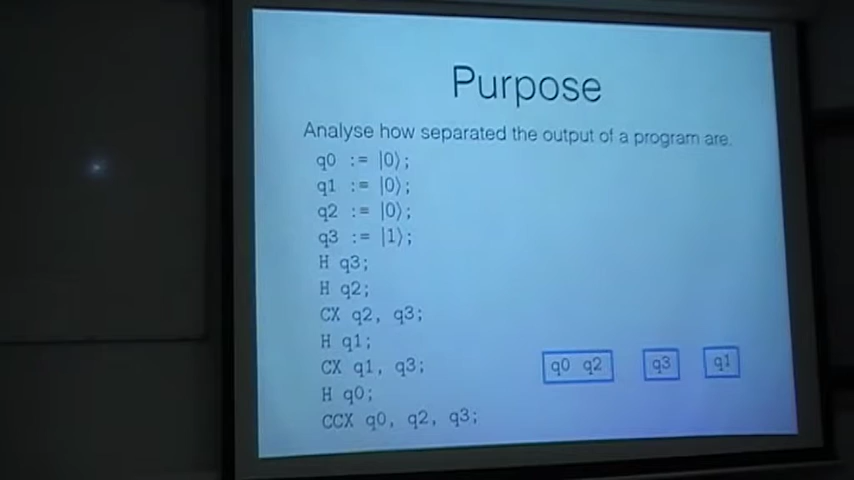 Purpose
Analyse how separated the output of a program are.
q0 := |0⟩;
q1 := |0⟩;
q2 := |0⟩;
q3 := |1⟩;
H q3;
H q2;
CX q2, q3;
H q1;
CX q1, q3;
H q0;
CCX q0, q2, q3;
q0 q2 q3 q1